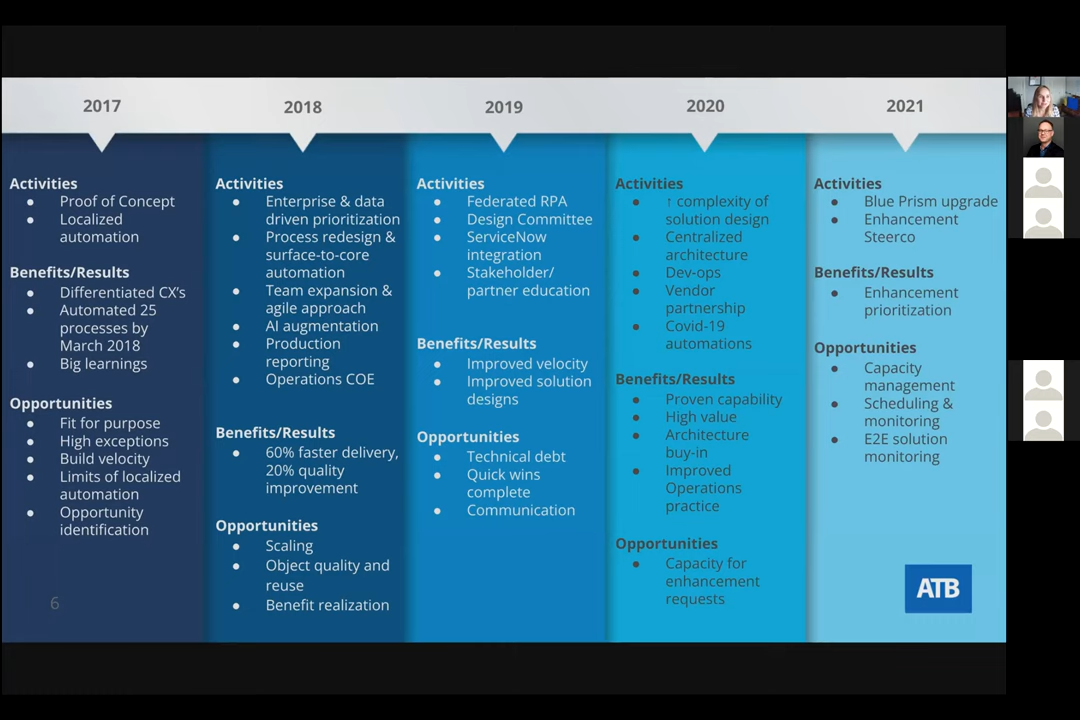 2017
Activities
● Proof of Concept
● Localized
automation
Benefits/Results
● Differentiated CX's
● Automated 25
processes by
March 2018
● Big learnings
Opportunities
● Fit for purpose
● High exceptions
● Build velocity
● Limits of localized
automation
● Opportunity
identification
6
2018
Activities
● Enterprise & data
driven prioritization
● Process redesign &
surface-to-core
automation
● Team expansion &
agile approach
● AI augmentation
● Production
reporting
● Operations COE
Benefits/Results
● 60% faster delivery,
20% quality
improvement
Opportunities
● Scaling
● Object quality and
reuse
● Benefit realization
2019
Activities
● Federated RPA
● Design Committee
● ServiceNow
integration
● Stakeholder/
partner education
Benefits/Results
● Improved velocity
● Improved solution
designs
Opportunities
● Technical debt
● Quick wins
complete
● Communication
2020
Activities
● ↑ complexity of
solution design
● Centralized
architecture
● Dev-ops
● Vendor
partnership
● Covid-19
automations
Benefits/Results
● Proven capability
● High value
● Architecture
buy-in
● Improved
Operations
practice
Opportunities
● Capacity for
enhancement
requests
2021
Activities
● Blue Prism upgrade
● Enhancement
Steerco
Benefits/Results
● Enhancement
prioritization
Opportunities
● Capacity
management
● Scheduling &
monitoring
● E2E solution
monitoring
ATB